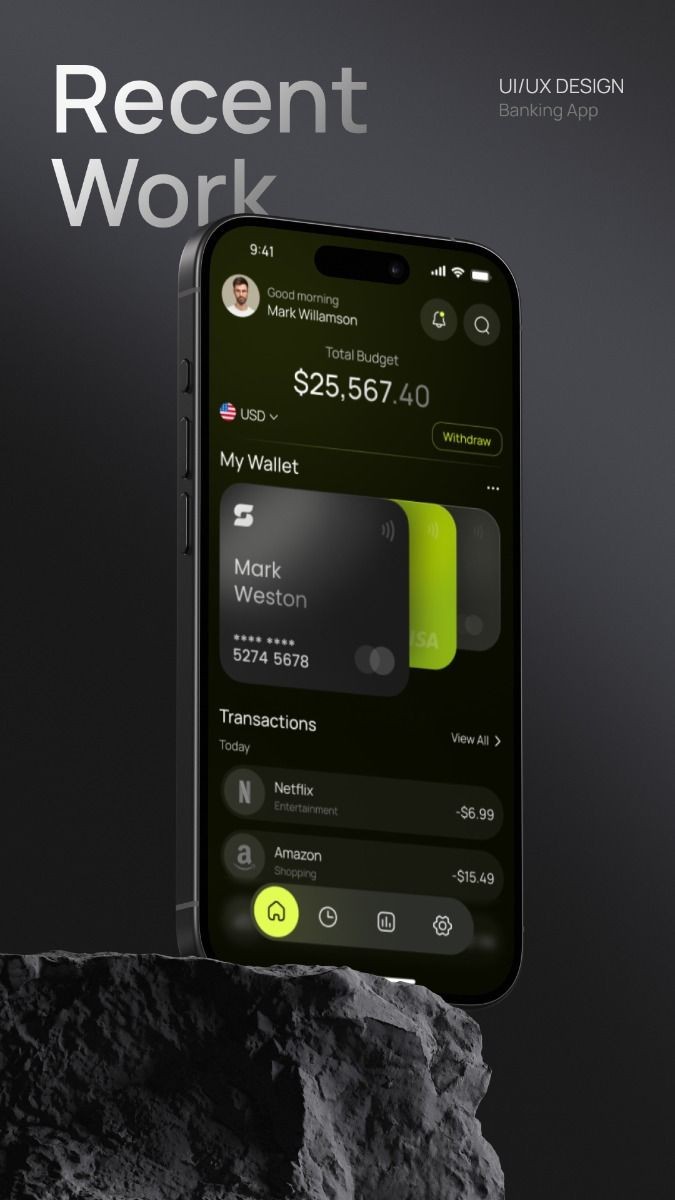 Recent
Work
UI/UX DESIGN
Banking App
9:41
Good morning
Mark Willamson
Total Budget
$25,567.40
USD
Withdraw
My Wallet
...
Mark
Weston
**** ****
5274 5678
Transactions
View All
Today
N
Netflix
Entertainment
-$6.99
a
Amazon
Shopping
-$15.49